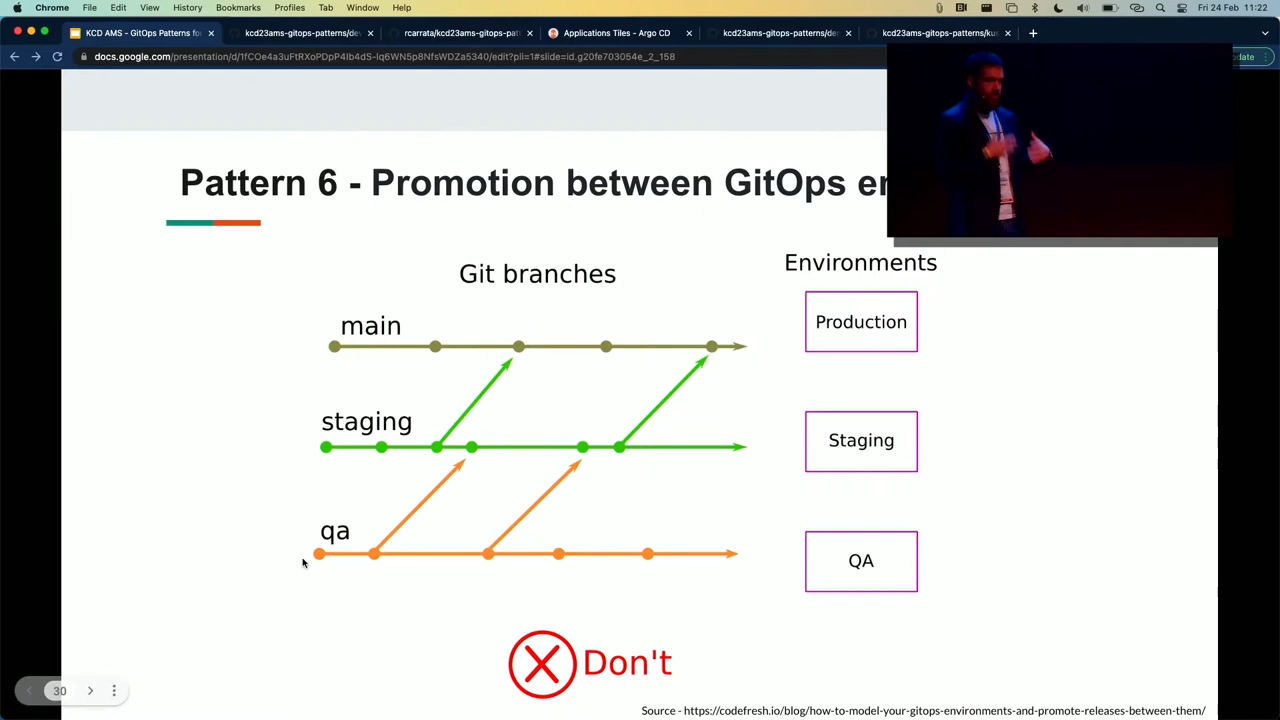 Chrome File Edit View History Bookmarks Profiles Tab Window Help Fri 24 Feb 11:22
KCD AMS - GitOps Patterns fo kcd23ams-gitops-patterns/dev rcarrata/kcd23ams-gitops-pat Applications Tiles - Argo CD kcd23ams-gitops-patterns/der kcd23ams-gitops-patterns/kus
docs.google.com/presentation/d/1fCOe4a3uFtRXoPDpP4Ib4dS-Iq6WN5p8NfsWDZa5340/edit?pli=1#slide=id.g20fe703054e_2_158
Pattern 6 - Promotion between GitOps en
Git branches
Environments
main
Production
staging
Staging
qa
QA
Don't
30
Source - https://codefresh.io/blog/how-to-model-your-gitops-environments-and-promote-releases-between-them/